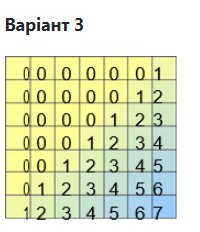 Варіант 3
0 0 0 0 0 0 1
0 0 0 0 0 1 2
0 0 0 0 1 2 3
0 0 0 1 2 3 4
0 0 1 2 3 4 5
0 1 2 3 4 5 6
1 2 3 4 5 6 7